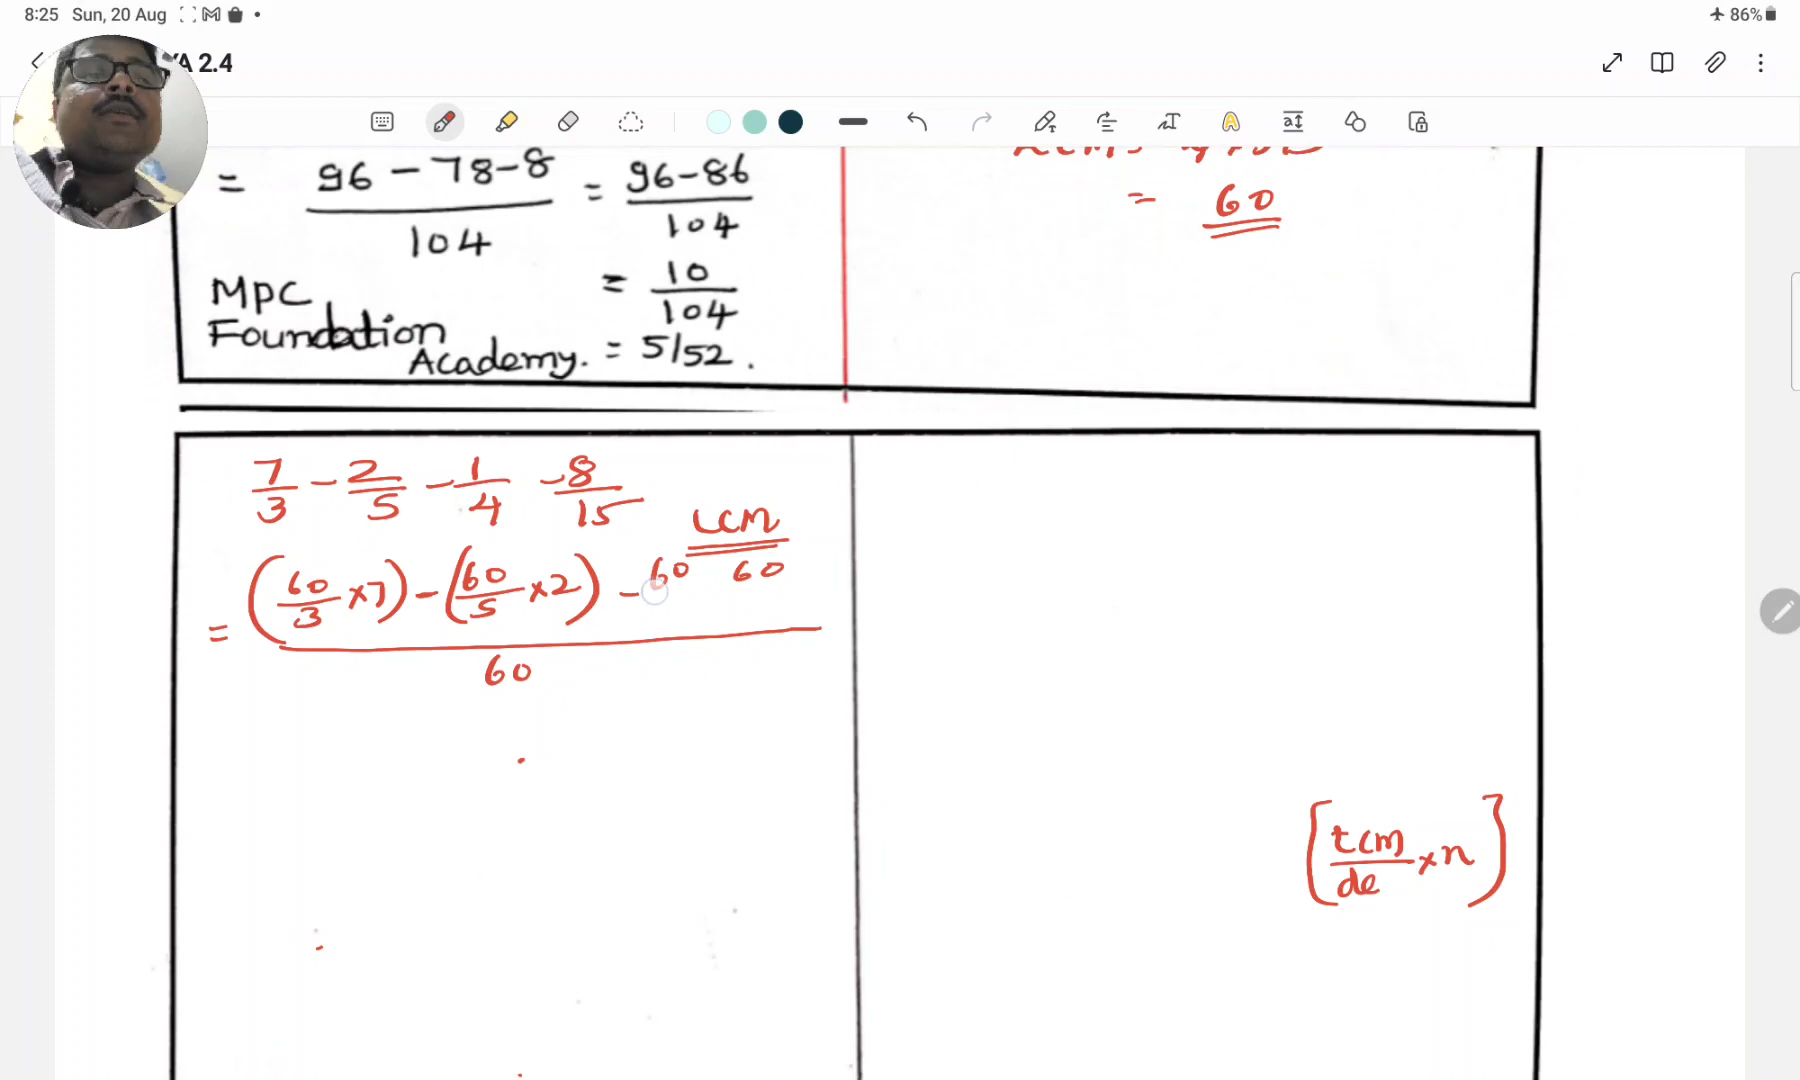 8:25 Sun, 20 Aug
86%
YA 2.4
= 96 - 78 - 8 / 104 = 96 - 86 / 104
= 10 / 104
= 5/52.
MPC
Foundation
Academy.
= 60
7/3 - 2/5 - 1/4 - 8/15
LCM
60
= (60/3 × 7) - (60/5 × 2) - 60
60
[LCM/de × n]